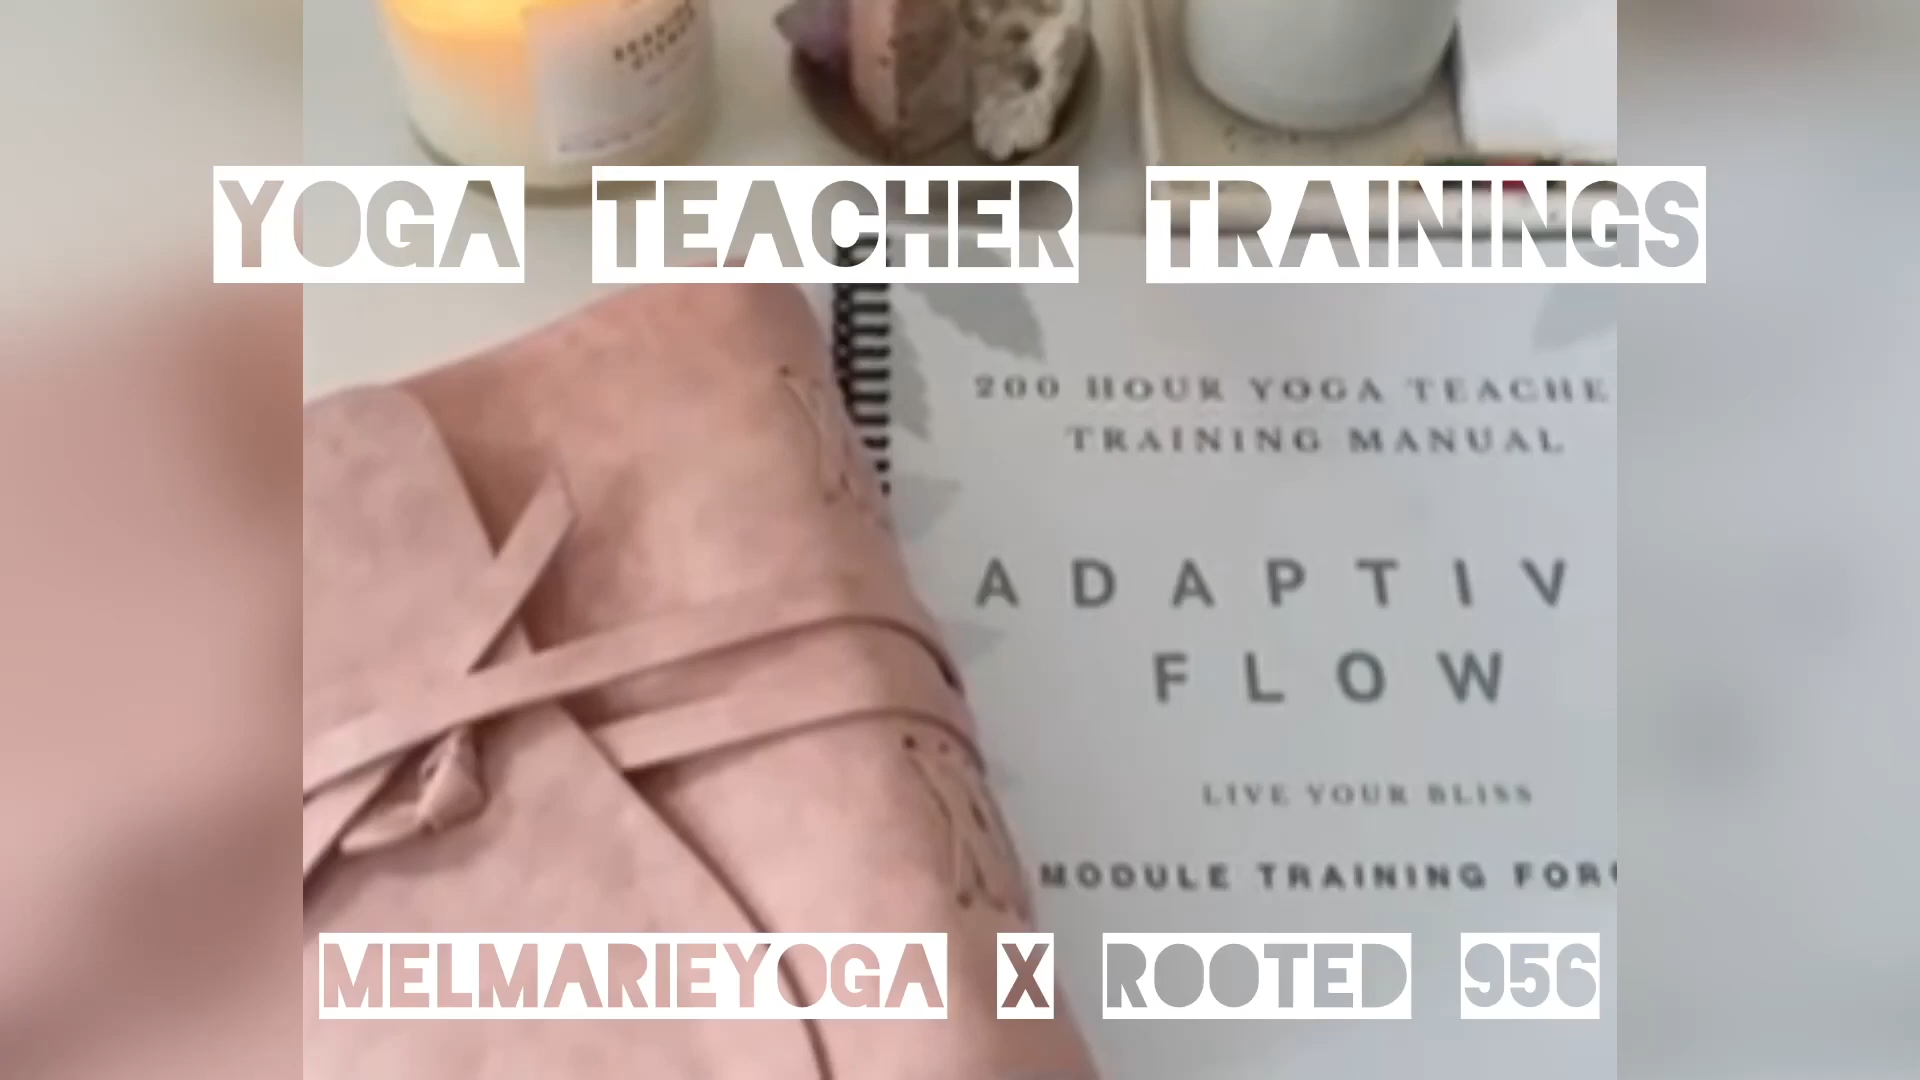 YOGA TEACHER TRAININGS
200 HOUR YOGA TEACHE
TRAINING MANUAL
ADAPTIV
FLOW
LIVE YOUR BLISS
MODULE TRAINING FOR
MELMARIEYOGA X ROOTED 956